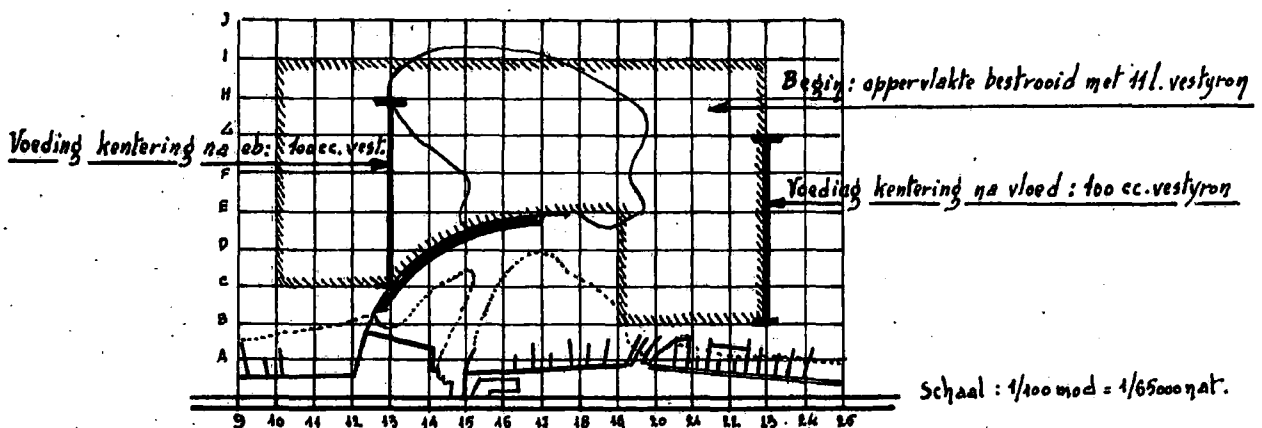 J
I
Begin: oppervlakte bestrooid met 11l. vestyron
H
G
Voeding kentering na eb: 100 cc. vest.
F
Voeding kentering na vloed: 100 cc. vestyron
E
D
C
B
A
Schaal: 1/100 mod = 1/65000 nat.
9 10 11 12 13 14 15 16 17 18 19 20 21 22 23 24 25